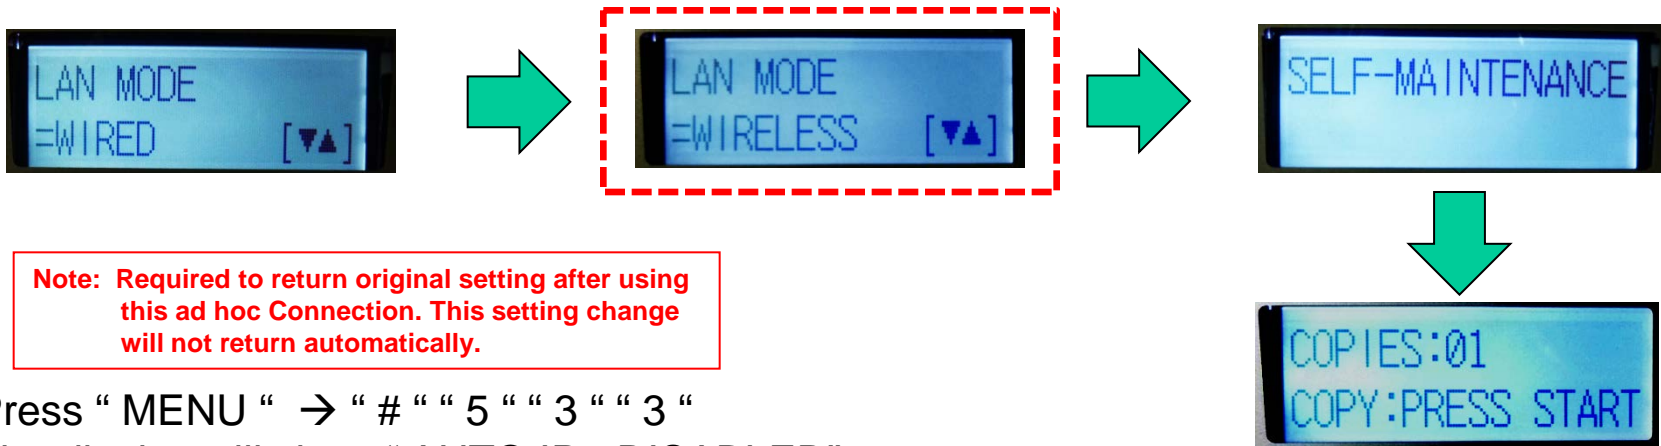 LAN MODE
=WIRED [▼▲]
LAN MODE
=WIRELESS [▼▲]
SELF-MAINTENANCE
Note: Required to return original setting after using
this ad hoc Connection. This setting change
will not return automatically.
COPIES:01
COPY:PRESS START
Press “ MENU “ → “ # “ “ 5 “ “ 3 “ “ 3 “